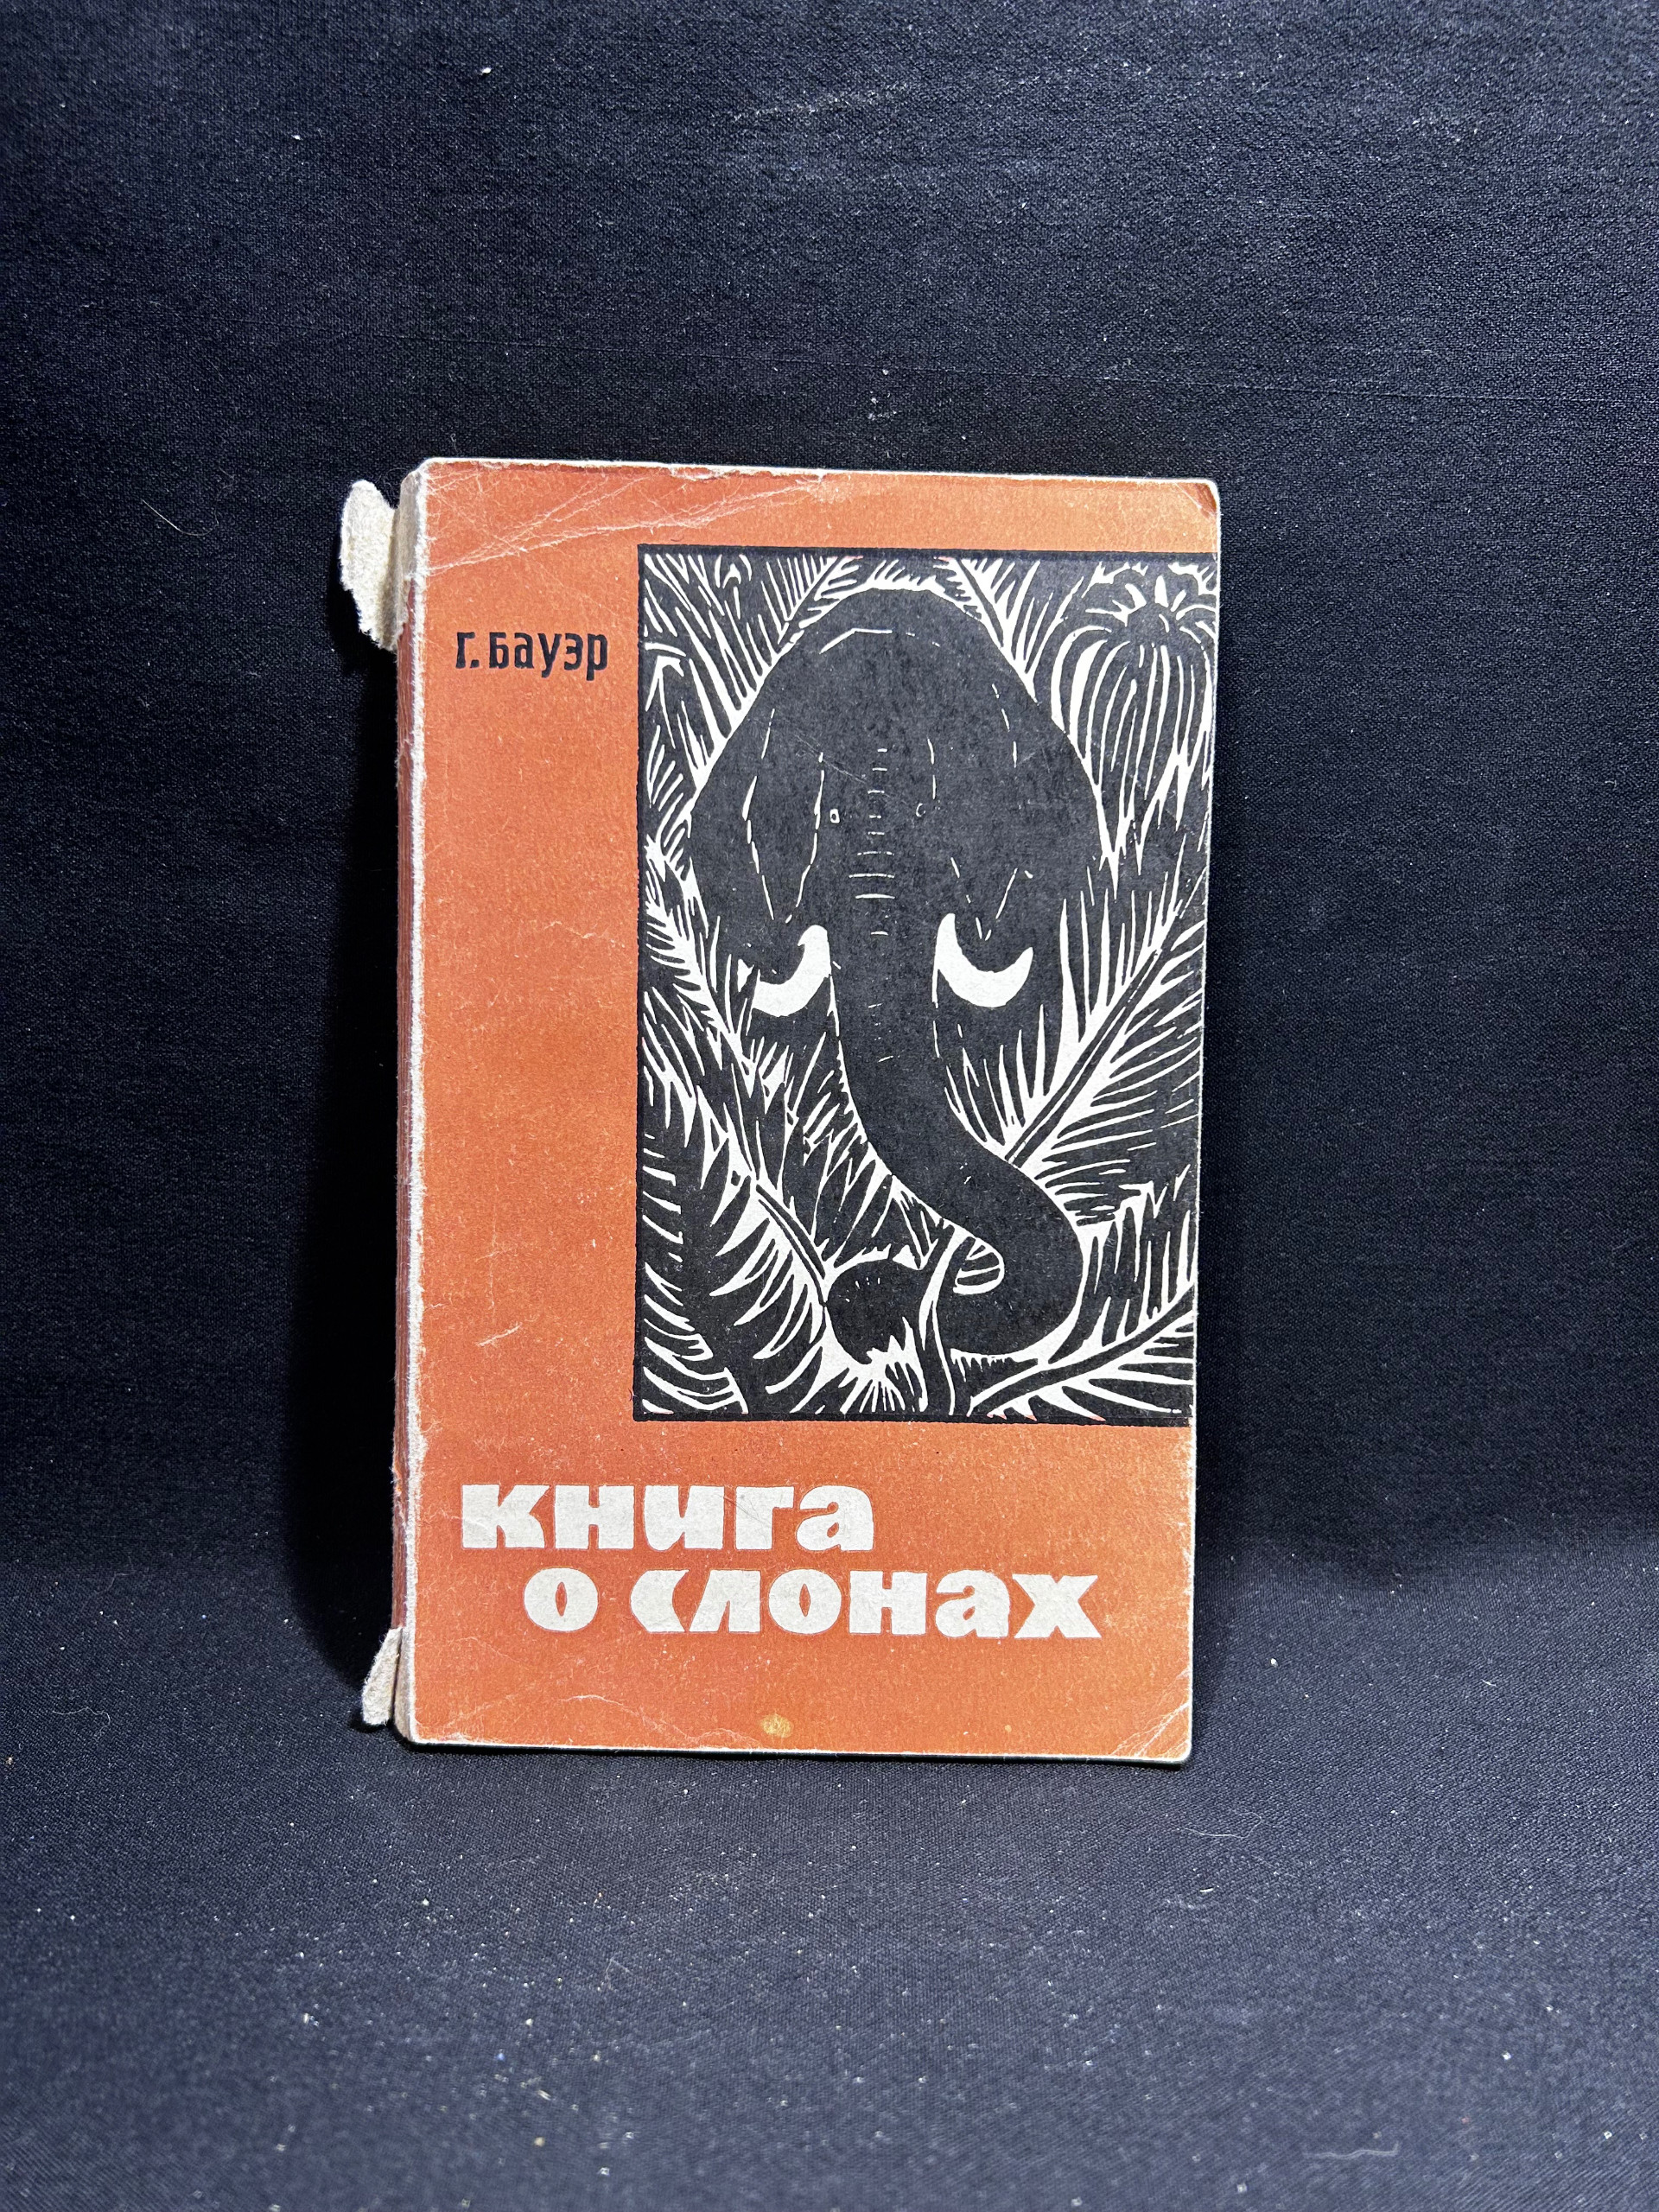 Г. Бауэр
книга
о слонах